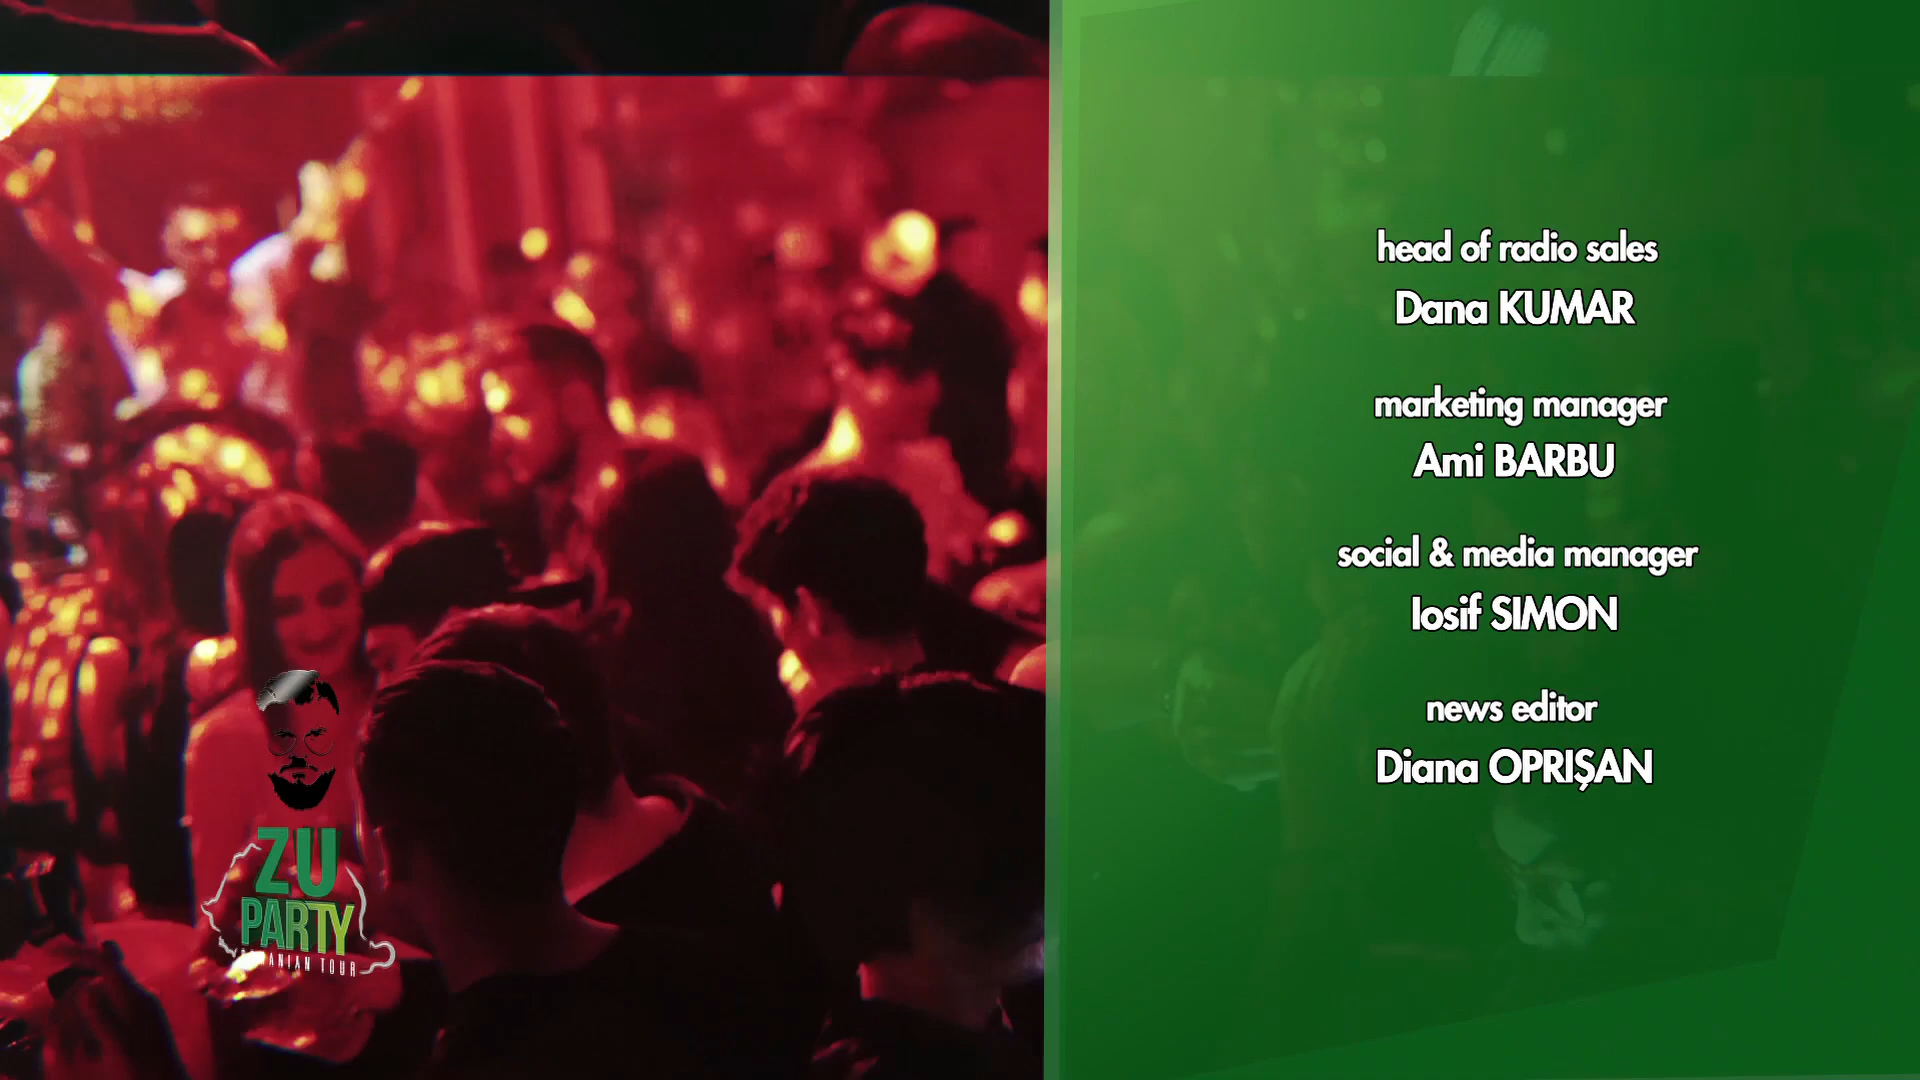 head of radio sales
Dana KUMAR
marketing manager
Ami BARBU
social & media manager
Iosif SIMON
news editor
Diana OPRIȘAN
ZU
PARTY
TOUR